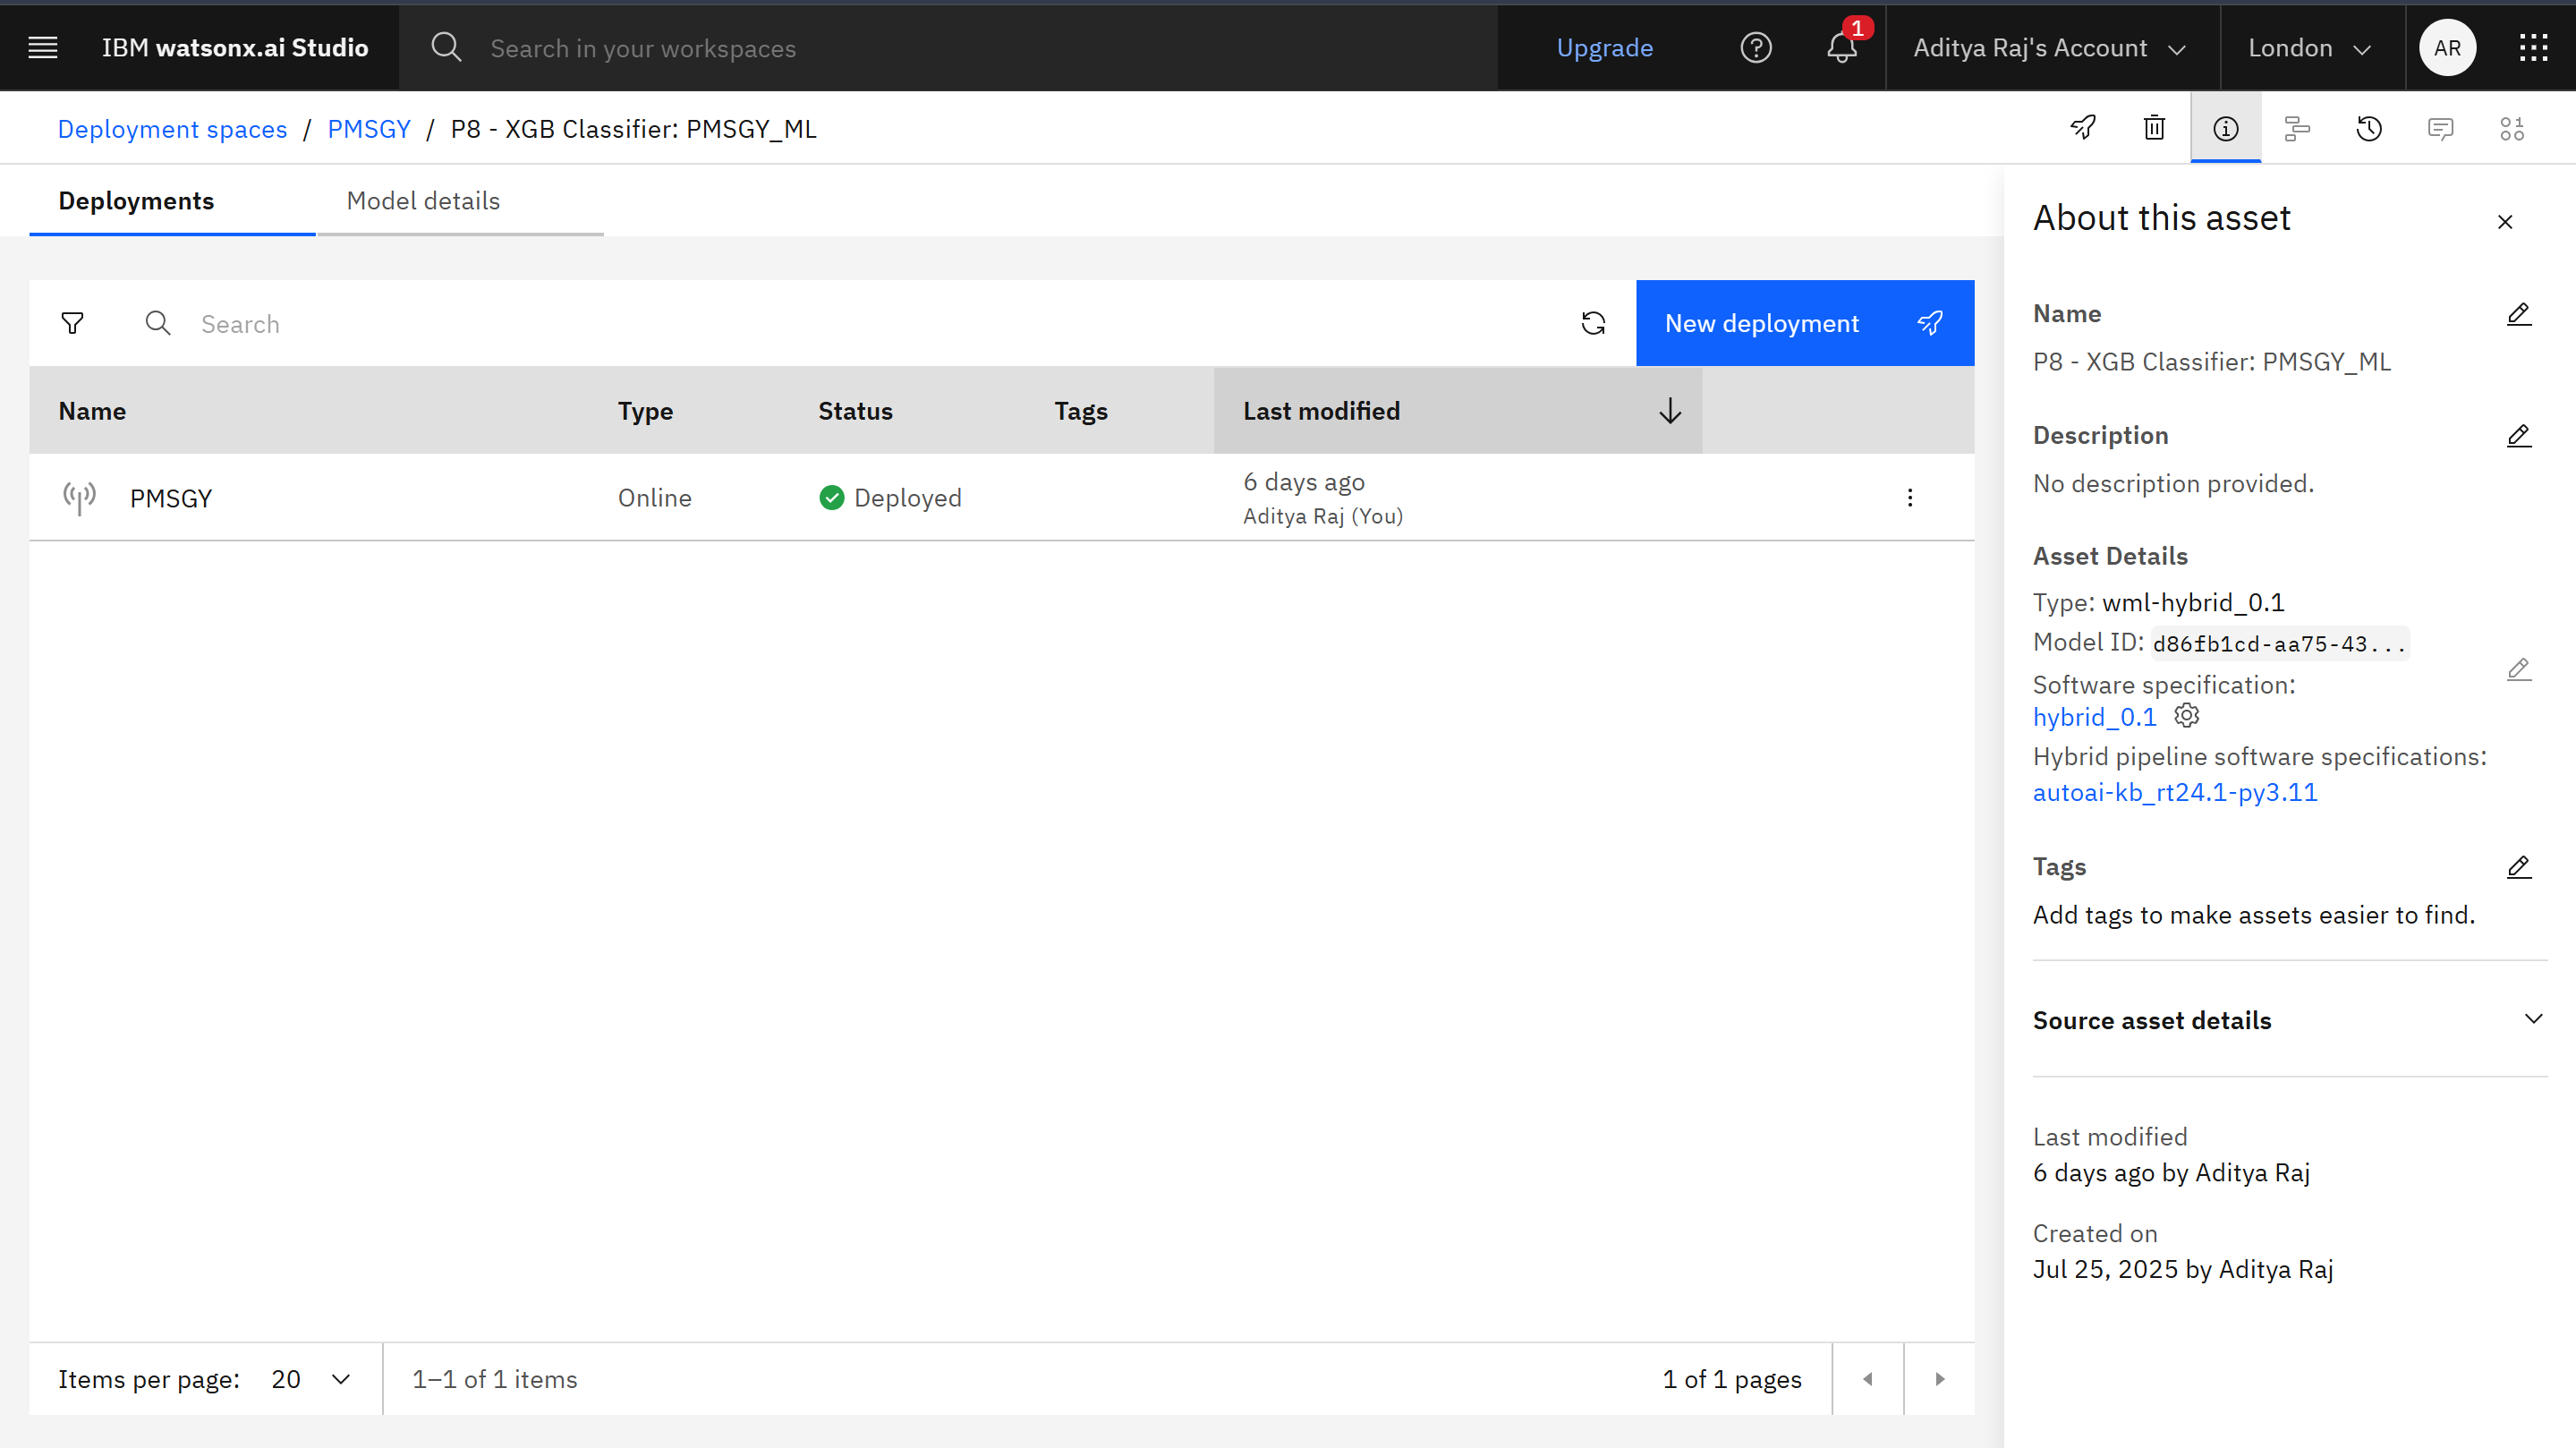 IBM watsonx.ai Studio
Search in your workspaces
Upgrade
1
Aditya Raj's Account
London
AR
Deployment spaces / PMSGY / P8 - XGB Classifier: PMSGY_ML
Deployments
Model details
Search
New deployment
Name
Type
Status
Tags
Last modified
PMSGY
Online
Deployed
6 days ago
Aditya Raj (You)
Items per page: 20
1–1 of 1 items
1 of 1 pages
About this asset
Name
P8 - XGB Classifier: PMSGY_ML
Description
No description provided.
Asset Details
Type: wml-hybrid_0.1
Model ID: d86fb1cd-aa75-43...
Software specification:
hybrid_0.1
Hybrid pipeline software specifications:
autoai-kb_rt24.1-py3.11
Tags
Add tags to make assets easier to find.
Source asset details
Last modified
6 days ago by Aditya Raj
Created on
Jul 25, 2025 by Aditya Raj